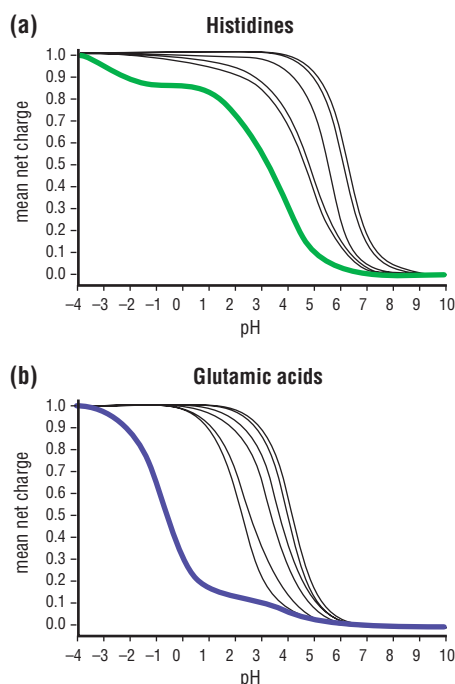 (a)
Histidines
mean net charge
1.0
0.9
0.8
0.7
0.6
0.5
0.4
0.3
0.2
0.1
0.0
–4 –3 –2 –1 0 1 2 3 4 5 6 7 8 9 10
pH
(b)
Glutamic acids
mean net charge
1.0
0.9
0.8
0.7
0.6
0.5
0.4
0.3
0.2
0.1
0.0
–4 –3 –2 –1 0 1 2 3 4 5 6 7 8 9 10
pH